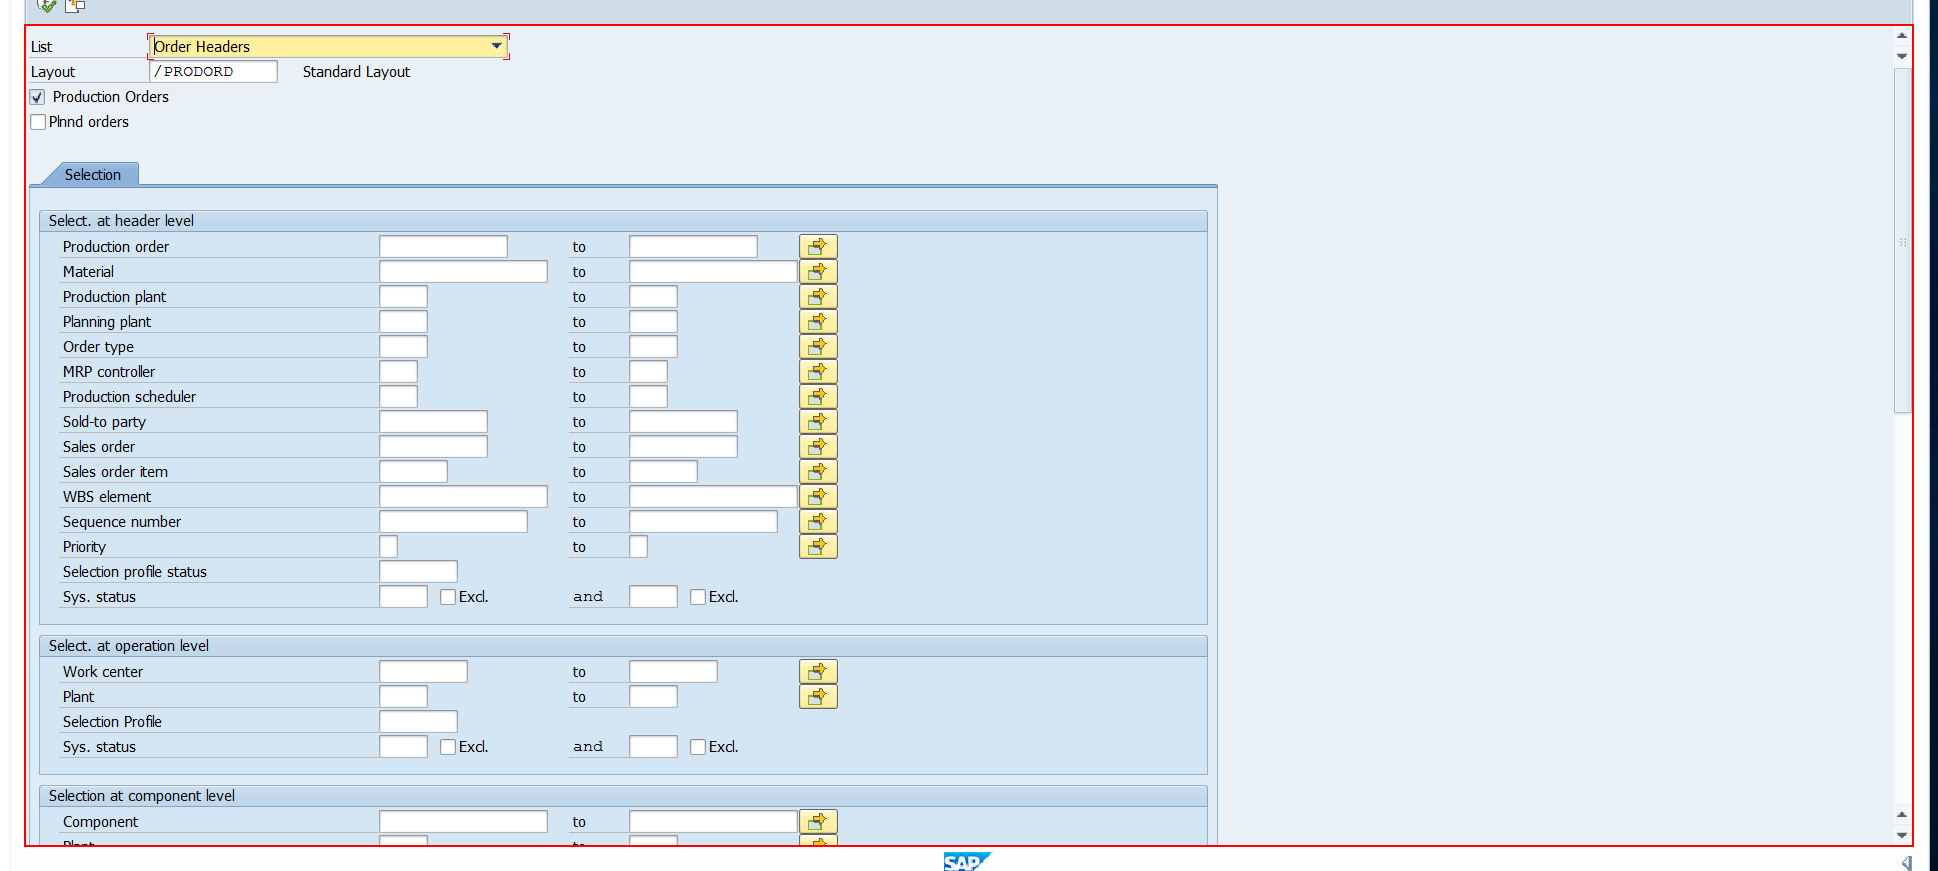 List Order Headers
Layout /PRODORD Standard Layout
Production Orders
Plnnd orders
Selection
Select. at header level
Production order to
Material to
Production plant to
Planning plant to
Order type to
MRP controller to
Production scheduler to
Sold-to party to
Sales order to
Sales order item to
WBS element to
Sequence number to
Priority to
Selection profile status
Sys. status Excl. and Excl.
Select. at operation level
Work center to
Plant to
Selection Profile
Sys. status Excl. and Excl.
Selection at component level
Component to
Plant to
SAP